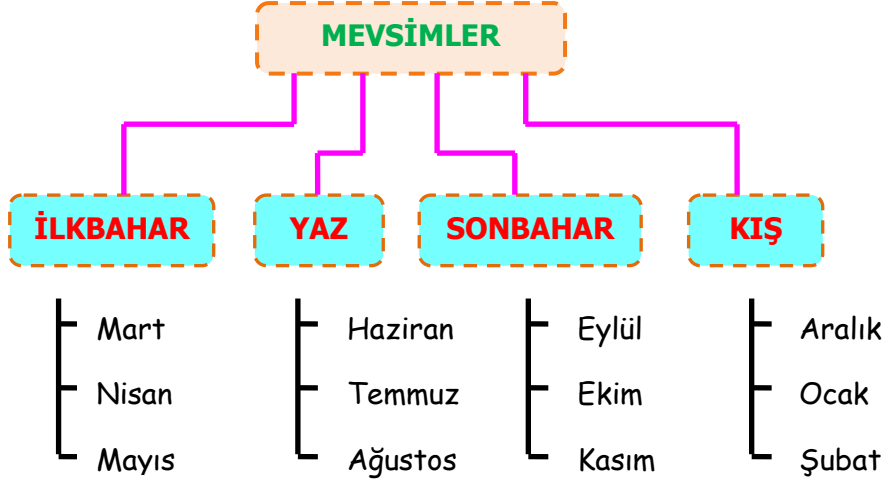 MEVSİMLER
İLKBAHAR
YAZ
SONBAHAR
KIŞ
Mart
Haziran
Eylül
Aralık
Nisan
Temmuz
Ekim
Ocak
Mayıs
Ağustos
Kasım
Şubat